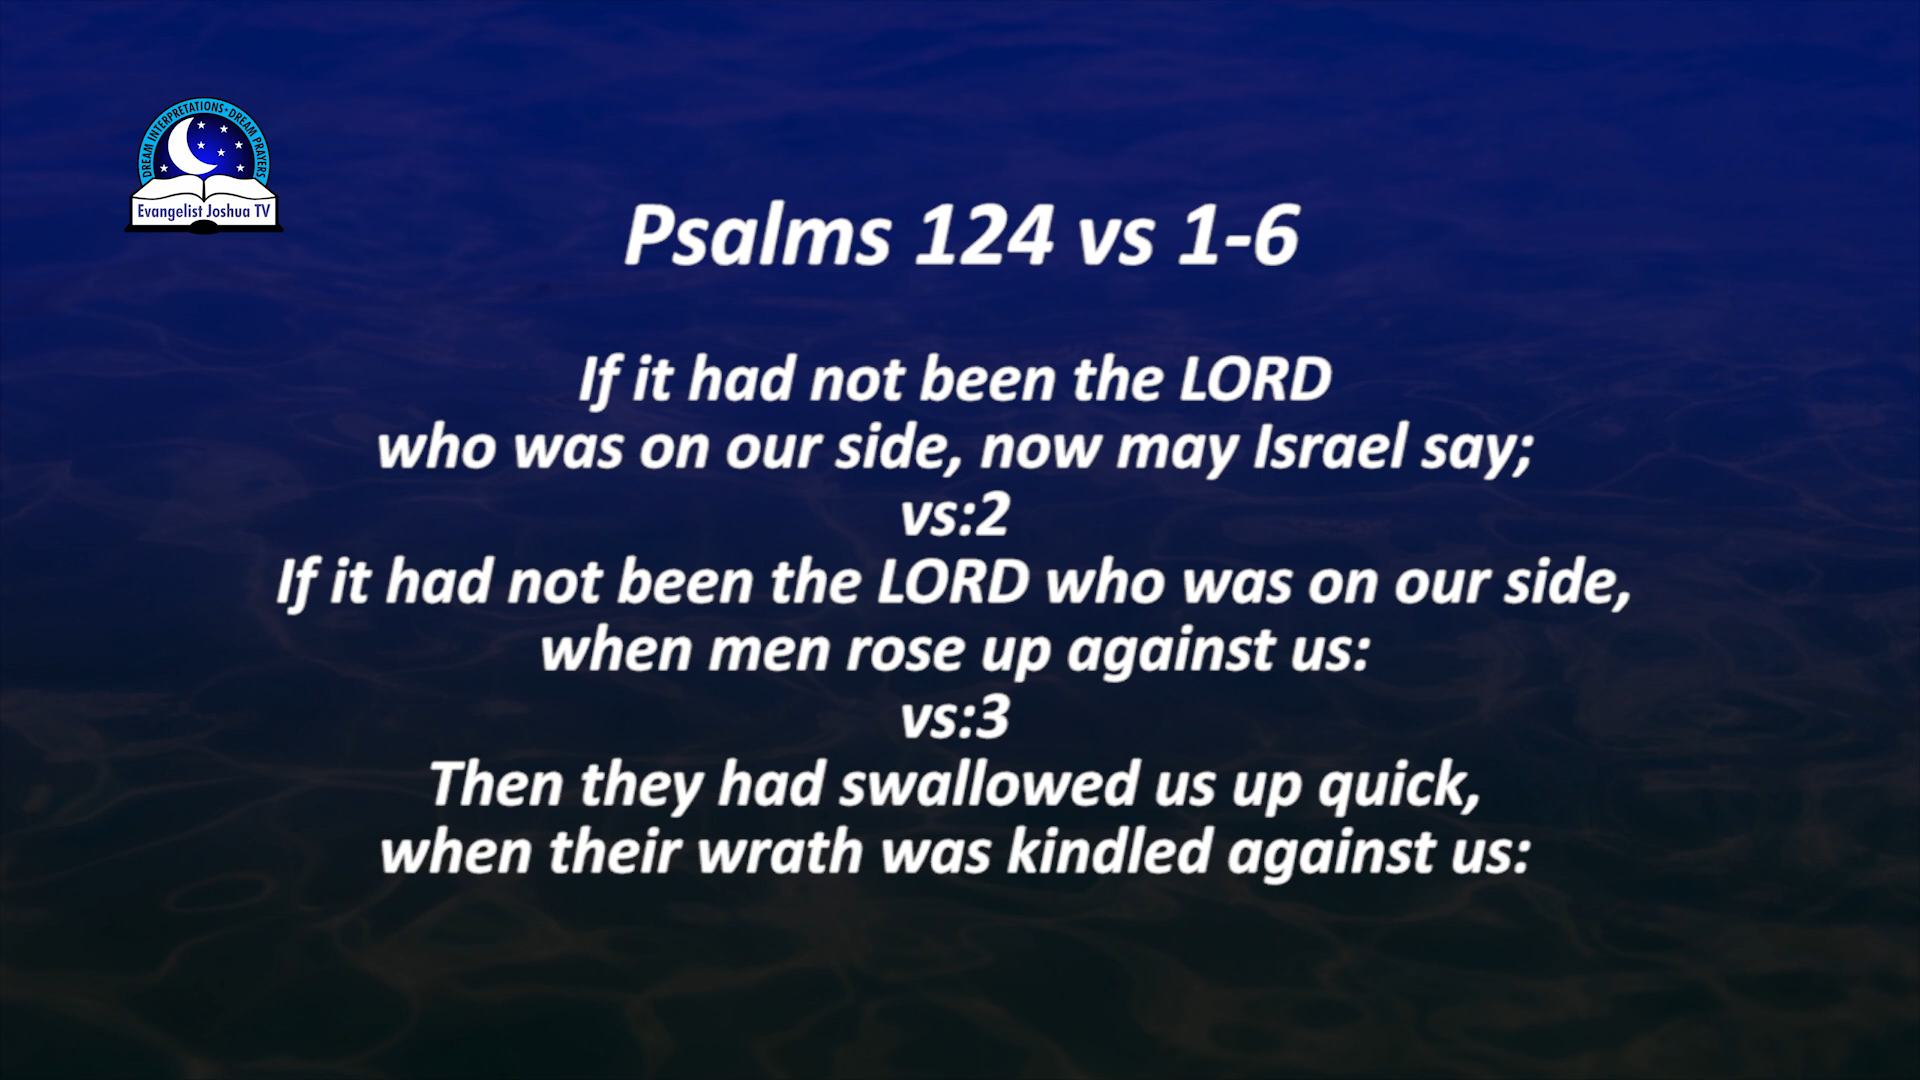 DREAM INTERPRETATIONS · DREAM PRAYERS
Evangelist Joshua TV
Psalms 124 vs 1-6
If it had not been the LORD
who was on our side, now may Israel say;
vs:2
If it had not been the LORD who was on our side,
when men rose up against us:
vs:3
Then they had swallowed us up quick,
when their wrath was kindled against us: